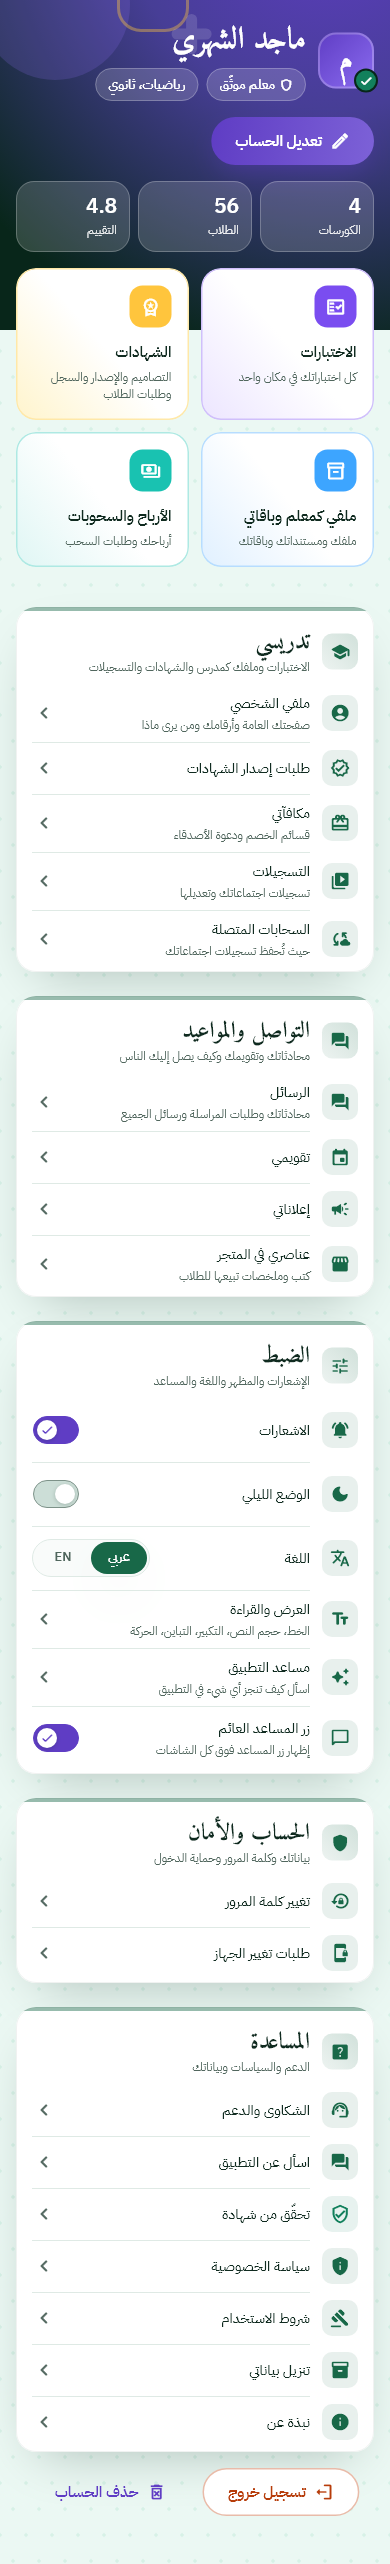 ماجد الشهري
م
معلم موثّق
رياضيات، ثانوي
تعديل الحساب
4
الكورسات
56
الطلاب
4.8
التقييم
الاختبارات
كل اختباراتك في مكان واحد
الشهادات
التصاميم والإصدار والسجل
وطلبات الطلاب
ملفي كمعلم وباقاتي
ملفك ومستنداتك وباقاتك
الأرباح والسحوبات
أرباحك وطلبات السحب
تدريسي
الاختبارات وملفك كمدرس والشهادات والتسجيلات
ملفي الشخصي
صفحتك العامة وأرقامك ومن يرى ماذا
طلبات إصدار الشهادات
مكافآتي
قسائم الخصم ودعوة الأصدقاء
التسجيلات
تسجيلات اجتماعاتك وتعديلها
السحابات المتصلة
حيث تُحفظ تسجيلات اجتماعاتك
التواصل والمواعيد
محادثاتك وتقويمك وكيف يصل إليك الناس
الرسائل
محادثاتك وطلبات المراسلة ورسائل الجميع
تقويمي
إعلاناتي
عناصري في المتجر
كتب وملخصات تبيعها للطلاب
الضبط
الإشعارات والمظهر واللغة والمساعد
الاشعارات
الوضع الليلي
اللغة
عربي
EN
العرض والقراءة
الخط، حجم النص، التكبير، التباين، الحركة
مساعد التطبيق
اسأل كيف تنجز أي شيء في التطبيق
زر المساعد العائم
إظهار زر المساعد فوق كل الشاشات
الحساب والأمان
بياناتك وكلمة المرور وحماية الدخول
تغيير كلمة المرور
طلبات تغيير الجهاز
المساعدة
الدعم والسياسات وبياناتك
الشكاوى والدعم
اسأل عن التطبيق
تحقّق من شهادة
سياسة الخصوصية
شروط الاستخدام
تنزيل بياناتي
نبذة عن
تسجيل خروج
حذف الحساب